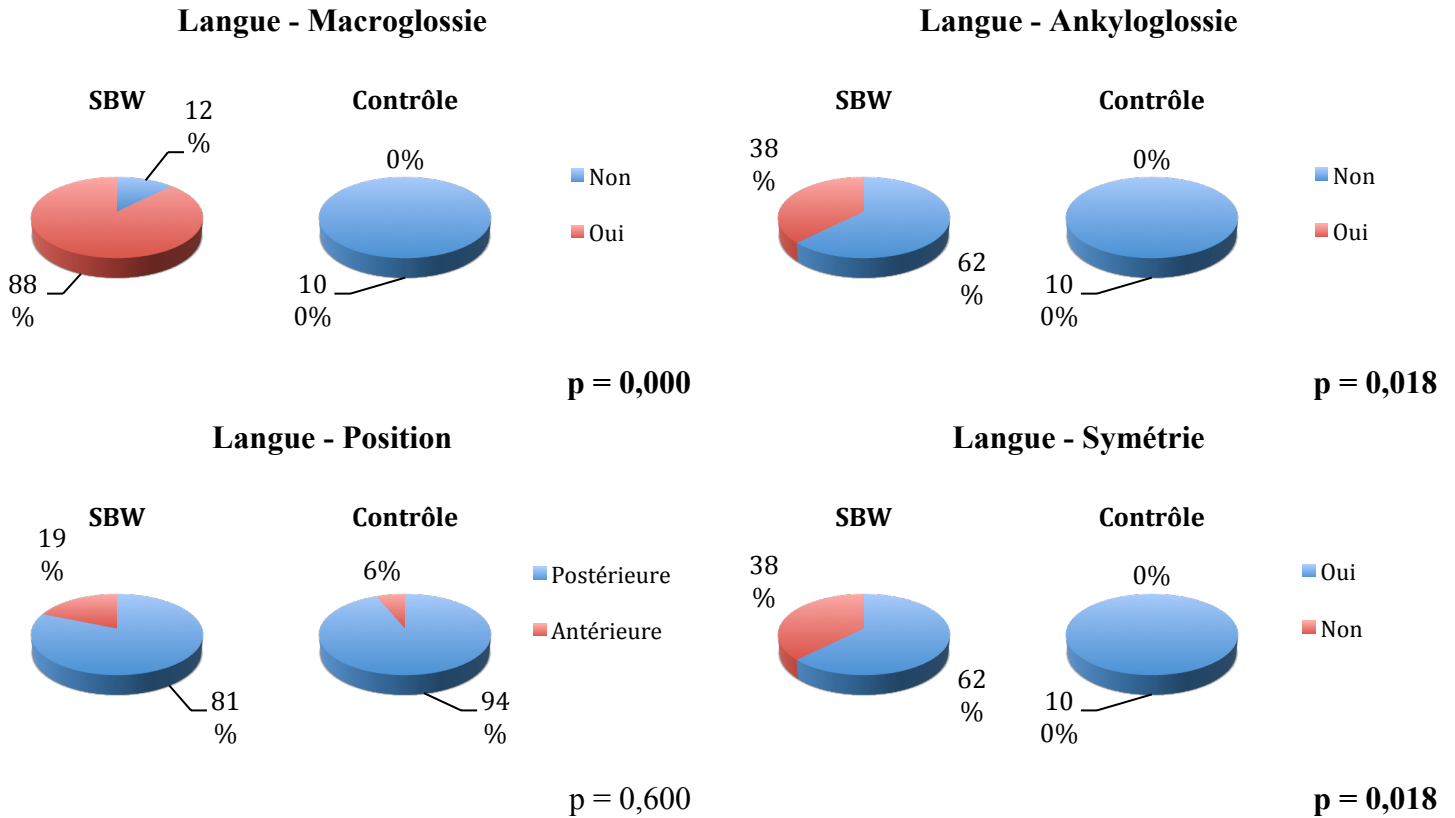 Langue - Macroglossie
SBW
Contrôle
12
%
0%
88
%
10
0%
Non
Oui
p = 0,000
Langue - Ankyloglossie
SBW
Contrôle
38
%
0%
62
%
10
0%
Non
Oui
p = 0,018
Langue - Position
SBW
Contrôle
19
%
6%
81
%
94
%
Postérieure
Antérieure
p = 0,600
Langue - Symétrie
SBW
Contrôle
38
%
0%
62
%
10
0%
Oui
Non
p = 0,018